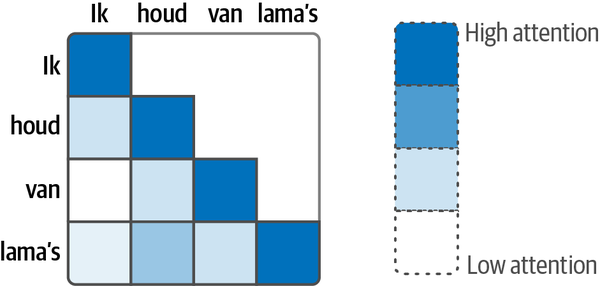 Ik houd van lama's
Ik
houd
van
lama's
High attention
Low attention